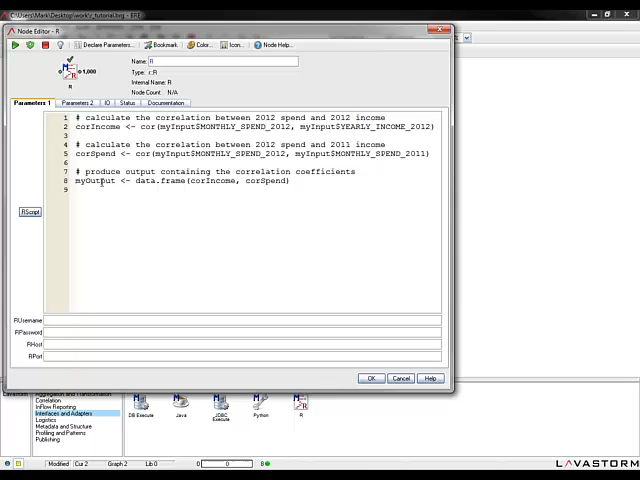 C:\Users\Mark\Desktop\work\r_tutorial.brg - BRE
Node Editor - R
Declare Parameters... Bookmark. Color... Icon... Node Help...
Name: R
Type: r::R
Internal Name: R
Node Count: N/A
0 1,000
R
Parameters 1 Parameters 2 IO Status Documentation
1 # calculate the correlation between 2012 spend and 2012 income
2 corIncome <- cor(myInput$MONTHLY_SPEND_2012, myInput$YEARLY_INCOME_2012)
3
4 # calculate the correlation between 2012 spend and 2011 income
5 corSpend <- cor(myInput$MONTHLY_SPEND_2012, myInput$MONTHLY_SPEND_2011)
6
7 # produce output containing the correlation coefficients
8 myOutput <- data.frame(corIncome, corSpend)
9
RScript
RUsername
RPassword
RHost
RPort
OK Cancel Help
Lavastorm
Aggregation and Transformation
Correlation
InFlow Reporting
Interfaces and Adapters
Logistics
Metadata and Structure
Profiling and Patterns
Publishing
DB Execute Java JDBC Execute Python R
Modified Cur 2 Graph 2 Lib 0 0 0 B
LAVASTORM